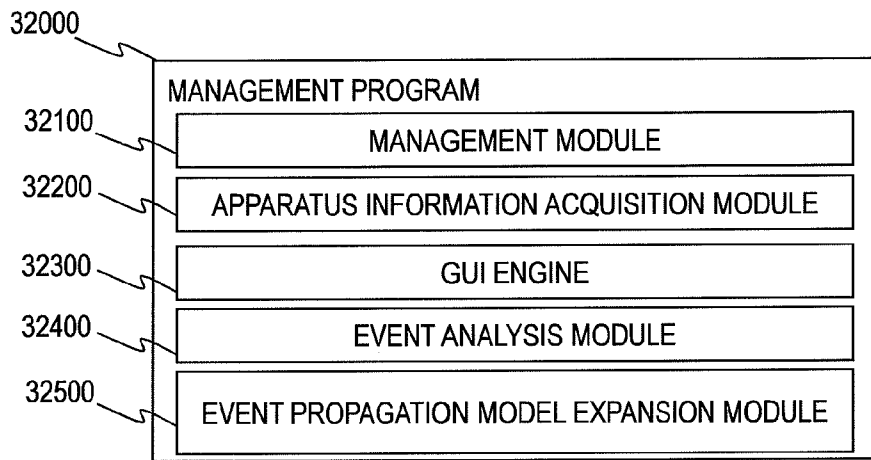 32000
MANAGEMENT PROGRAM
32100
MANAGEMENT MODULE
32200
APPARATUS INFORMATION ACQUISITION MODULE
32300
GUI ENGINE
32400
EVENT ANALYSIS MODULE
32500
EVENT PROPAGATION MODEL EXPANSION MODULE